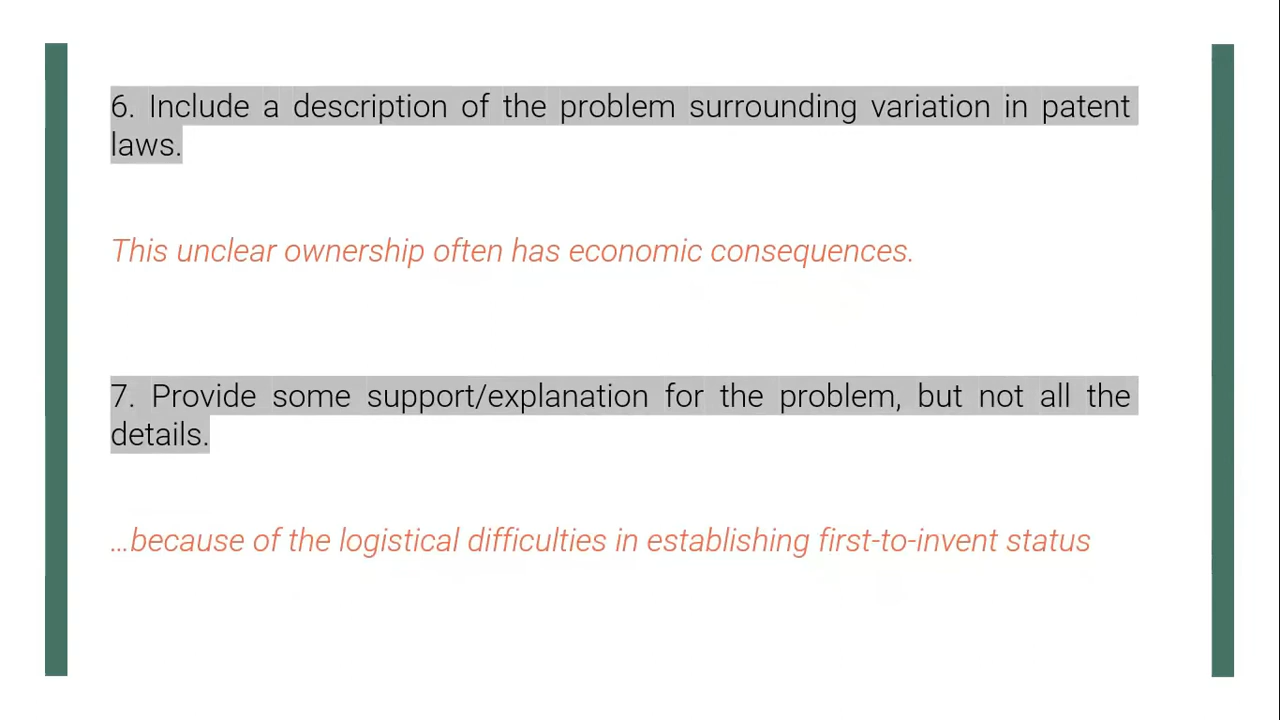 6. Include a description of the problem surrounding variation in patent
laws.
This unclear ownership often has economic consequences.
7. Provide some support/explanation for the problem, but not all the
details.
...because of the logistical difficulties in establishing first-to-invent status